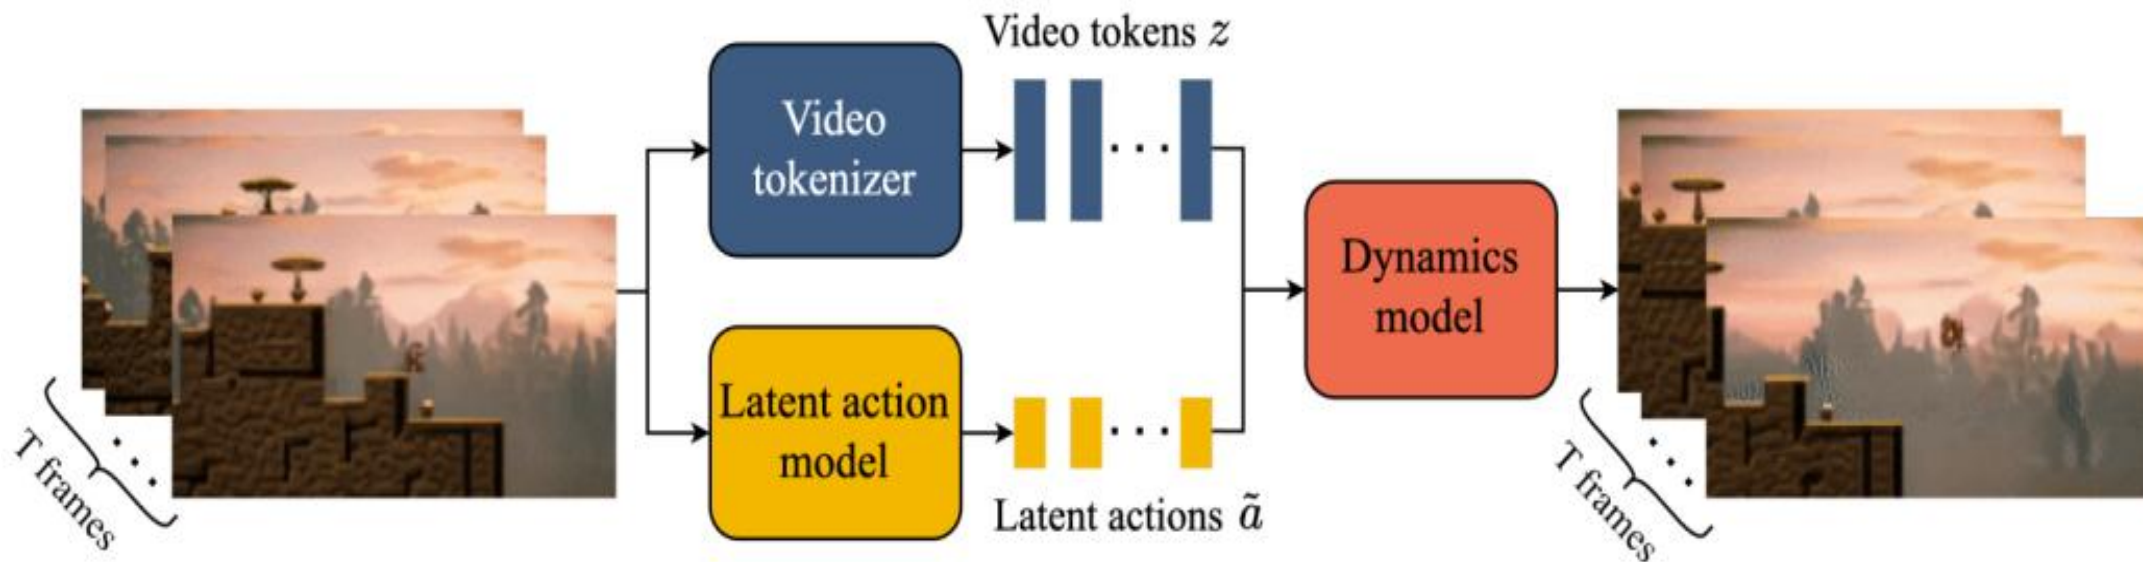 Video tokens z
Video
tokenizer
Dynamics
model
Latent action
model
Latent actions ã
T frames
T frames